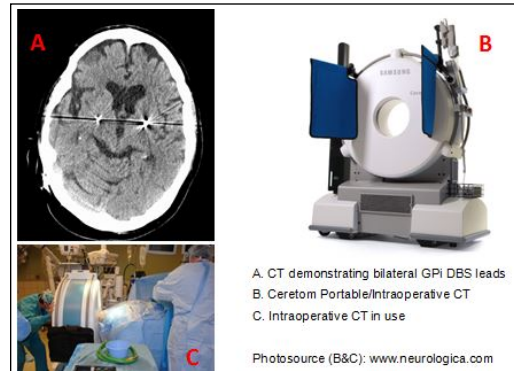 A
B
SAMSUNG
C
A. CT demonstrating bilateral GPi DBS leads
B. Ceretom Portable/Intraoperative CT
C. Intraoperative CT in use
Photosource (B&C): www.neurologica.com